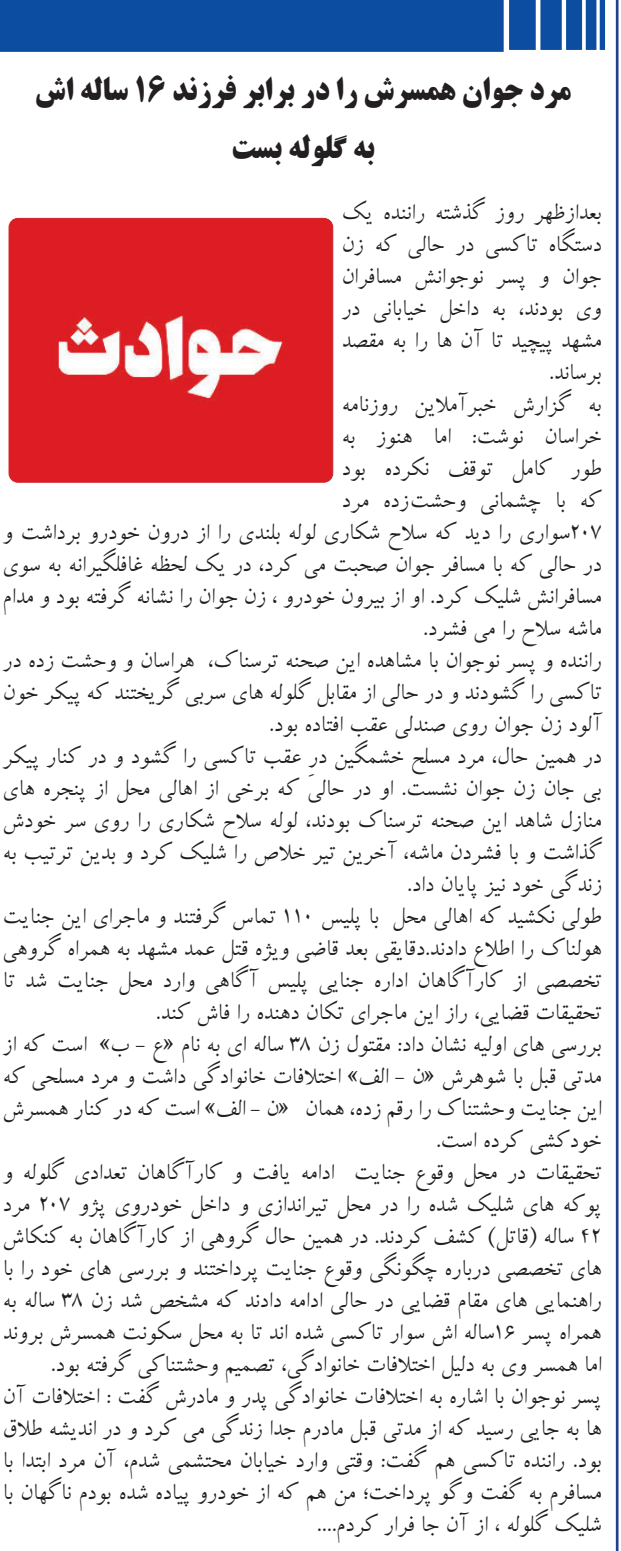 مرد جوان همسرش را در برابر فرزند ۱۶ ساله اش
به گلوله بست
بعدازظهر روز گذشته راننده یک
دستگاه تاکسی در حالی که زن
جوان و پسر نوجوانش مسافران
وی بودند، به داخل خیابانی در
مشهد پیچید تا آن ها را به مقصد
برساند.
به گزارش خبرآملاین روزنامه
خراسان نوشت: اما هنوز به
طور کامل توقف نکرده بود
که با چشمانی وحشت‌زده مرد
حوادث
۲۰۷سواری را دید که سلاح شکاری لوله بلندی را از درون خودرو برداشت و
در حالی که با مسافر جوان صحبت می کرد، در یک لحظه غافلگیرانه به سوی
مسافرانش شلیک کرد. او از بیرون خودرو ، زن جوان را نشانه گرفته بود و مدام
ماشه سلاح را می فشرد.
راننده و پسر نوجوان با مشاهده این صحنه ترسناک، هراسان و وحشت زده در
تاکسی را گشودند و در حالی از مقابل گلوله های سربی گریختند که پیکر خون
آلود زن جوان روی صندلی عقب افتاده بود.
در همین حال، مرد مسلح خشمگین درِ عقب تاکسی را گشود و در کنار پیکر
بی جان زن جوان نشست. او در حالیَ که برخی از اهالی محل از پنجره های
منازل شاهد این صحنه ترسناک بودند، لوله سلاح شکاری را روی سر خودش
گذاشت و با فشردن ماشه، آخرین تیر خلاص را شلیک کرد و بدین ترتیب به
زندگی خود نیز پایان داد.
طولی نکشید که اهالی محل با پلیس ۱۱۰ تماس گرفتند و ماجرای این جنایت
هولناک را اطلاع دادند.دقایقی بعد قاضی ویژه قتل عمد مشهد به همراه گروهی
تخصصی از کارآگاهان اداره جنایی پلیس آگاهی وارد محل جنایت شد تا
تحقیقات قضایی، راز این ماجرای تکان دهنده را فاش کند.
بررسی های اولیه نشان داد: مقتول زن ۳۸ ساله ای به نام «ع - ب» است که از
مدتی قبل با شوهرش «ن - الف» اختلافات خانوادگی داشت و مرد مسلحی که
این جنایت وحشتناک را رقم زده، همان «ن - الف» است که در کنار همسرش
خودکشی کرده است.
تحقیقات در محل وقوع جنایت ادامه یافت و کارآگاهان تعدادی گلوله و
پوکه های شلیک شده را در محل تیراندازی و داخل خودروی پژو ۲۰۷ مرد
۴۲ ساله (قاتل) کشف کردند. در همین حال گروهی از کارآگاهان به کنکاش
های تخصصی درباره چگونگی وقوع جنایت پرداختند و بررسی های خود را با
راهنمایی های مقام قضایی در حالی ادامه دادند که مشخص شد زن ۳۸ ساله به
همراه پسر ۱۶ساله اش سوار تاکسی شده اند تا به محل سکونت همسرش بروند
اما همسر وی به دلیل اختلافات خانوادگی، تصمیم وحشتناکی گرفته بود.
پسر نوجوان با اشاره به اختلافات خانوادگی پدر و مادرش گفت : اختلافات آن
ها به جایی رسید که از مدتی قبل مادرم جدا زندگی می کرد و در اندیشه طلاق
بود. راننده تاکسی هم گفت: وقتی وارد خیابان محتشمی شدم، آن مرد ابتدا با
مسافرم به گفت وگو پرداخت؛ من هم که از خودرو پیاده شده بودم ناگهان با
شلیک گلوله ، از آن جا فرار کردم....